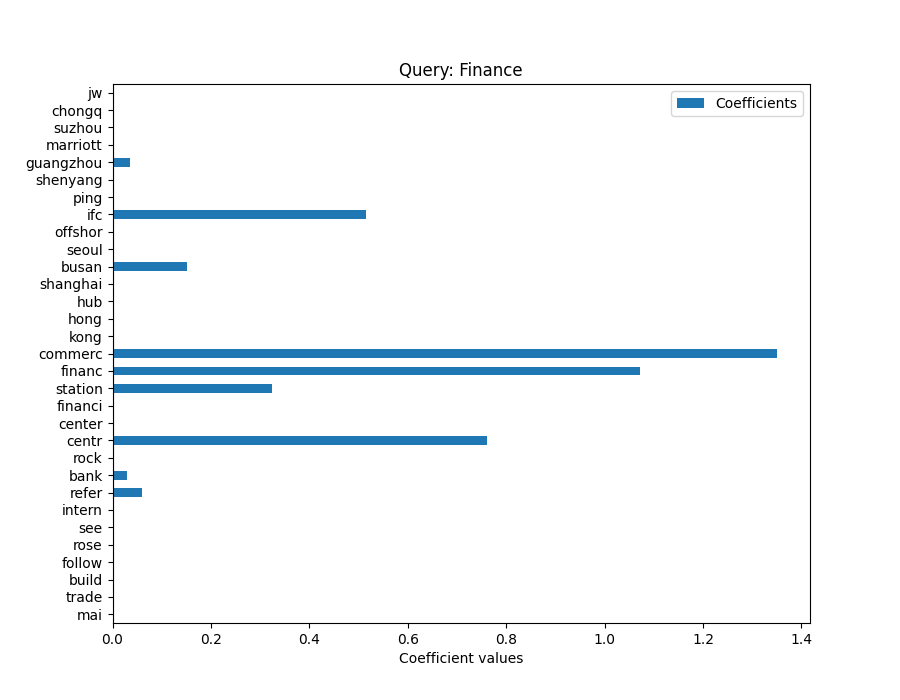 Query: Finance
Coefficients
jw
chongq
suzhou
marriott
guangzhou
shenyang
ping
ifc
offshor
seoul
busan
shanghai
hub
hong
kong
commerc
financ
station
financi
center
centr
rock
bank
refer
intern
see
rose
follow
build
trade
mai
0.0 0.2 0.4 0.6 0.8 1.0 1.2 1.4
Coefficient values